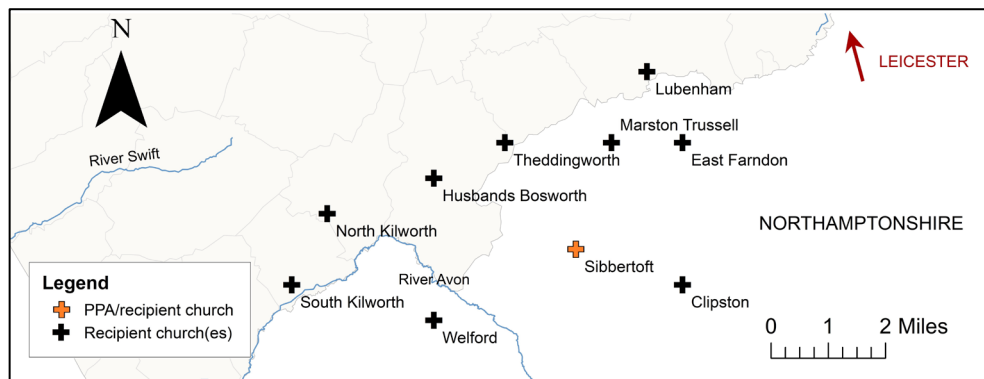 N
LEICESTER
Lubenham
Marston Trussell
River Swift
Theddingworth
East Farndon
Husbands Bosworth
North Kilworth
NORTHAMPTONSHIRE
Sibbertoft
River Avon
South Kilworth
Clipston
Welford
Legend
PPA/recipient church
Recipient church(es)
0 1 2 Miles